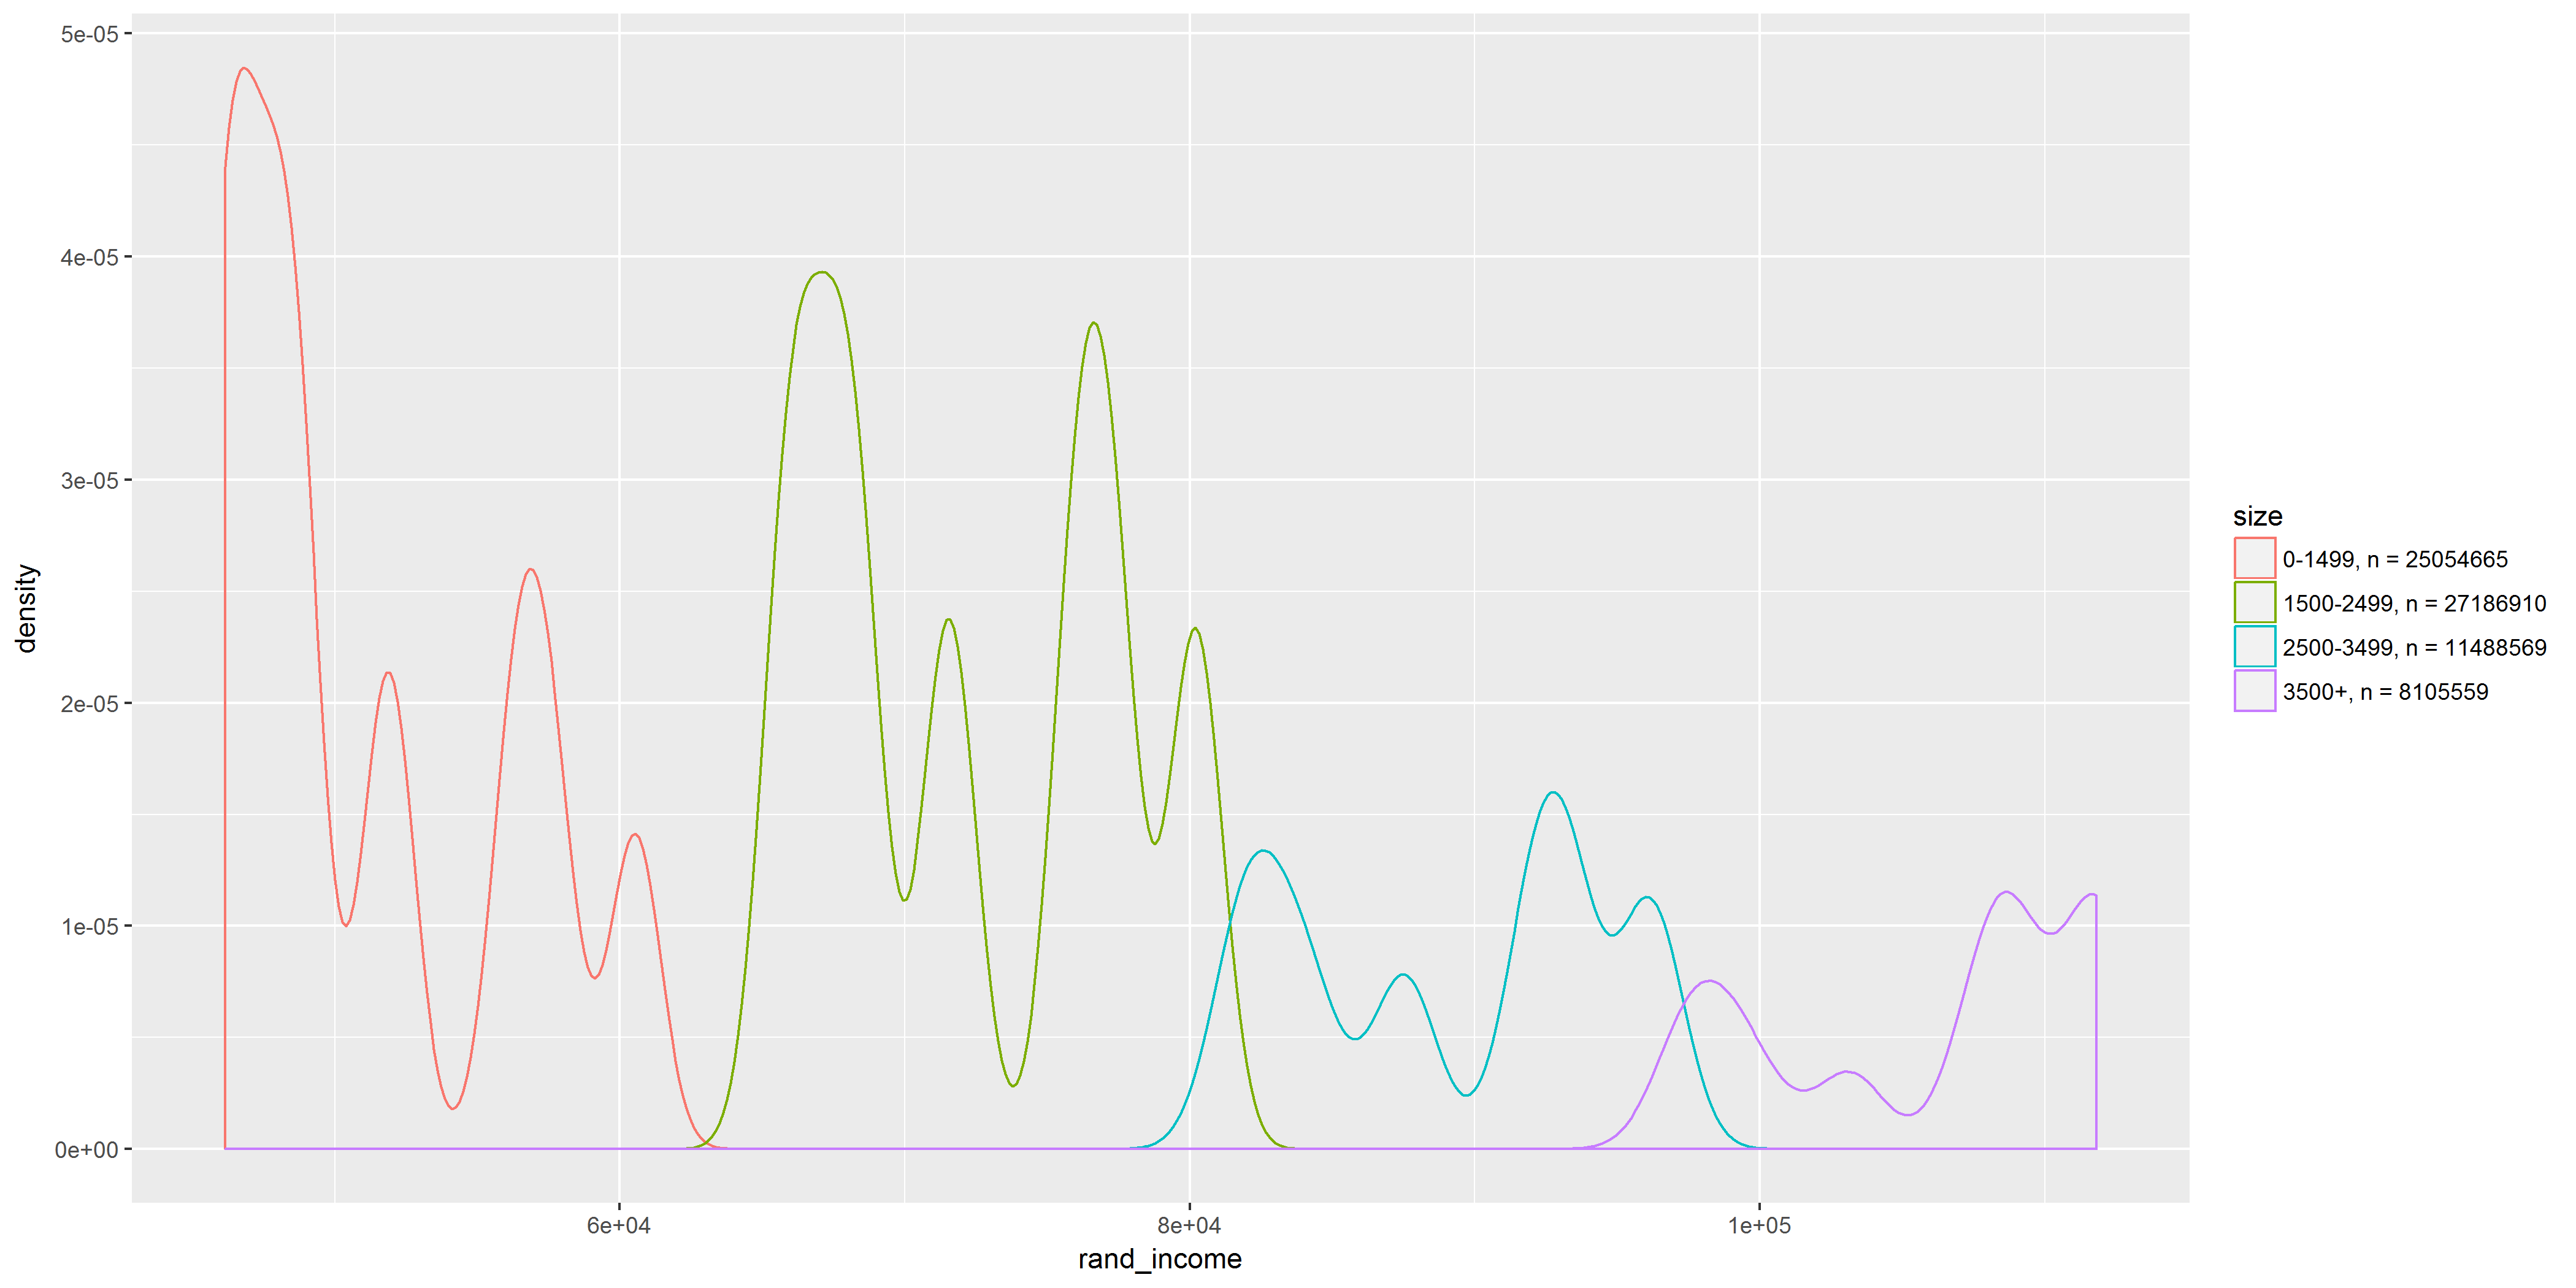 5e-05
4e-05
3e-05
2e-05
1e-05
0e+00
density
6e+04
8e+04
1e+05
rand_income
size
0-1499, n = 25054665
1500-2499, n = 27186910
2500-3499, n = 11488569
3500+, n = 8105559